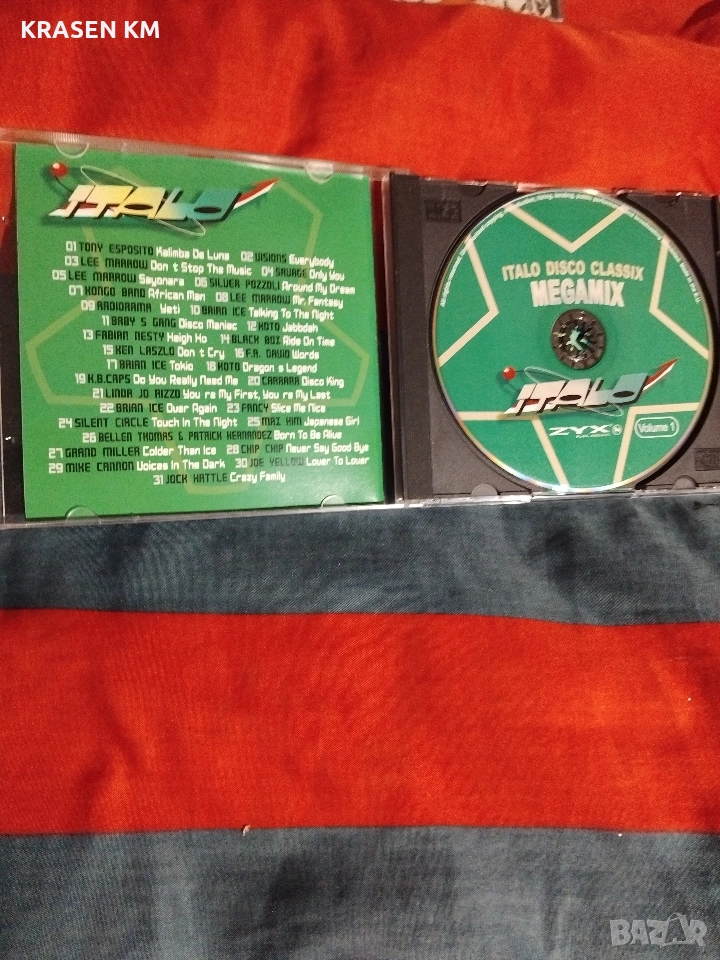 KRASEN KM
ITALO
01 TONY ESPOSITO Kalimba De Luna 02 VISIONS Everybody
03 LEE MARROW Don t Stop The Music 04 SAVAGE Only You
05 LEE MARROW Sayonara 06 SILVER POZZOLI Around My Dream
07 KONGO BAND African Man 08 LEE MARROW Mr. Fantasy
09 RADIORAMA Yeti 10 BRIAN ICE Talking To The Night
11 BABY S GANG Disco Maniac 12 KOTO Jabbdah
13 FABIAN NESTY Heigh Ho 14 BLACK BOX Ride On Time
15 KEN LASZLO Don t Cry 16 F.R. DAVID Words
17 BRIAN ICE Tokio 18 KOTO Dragon s Legend
19 K.B.CAPS Do You Really Need Me 20 CARRARA Disco King
21 LINDA JO RIZZO You re My First, You re My Last
22 BRIAN ICE Over Again 23 FANCY Slice Me Nice
24 SILENT CIRCLE Touch In The Night 25 MAI KHI Japanese Girl
26 BELLEN THOMAS & PATRICK HERNANDEZ Born To Be Alive
27 GRAND MILLER Colder Than Ice 28 CHIP CHIP Never Say Good Bye
29 MIKE CANNON Voices In The Dark 30 JOE YELLOW Lover To Lover
31 JOCK HATTLE Crazy Family
ITALO DISCO CLASSIX
MEGAMIX
ITALO
ZYX
Volume 1
BAZAR